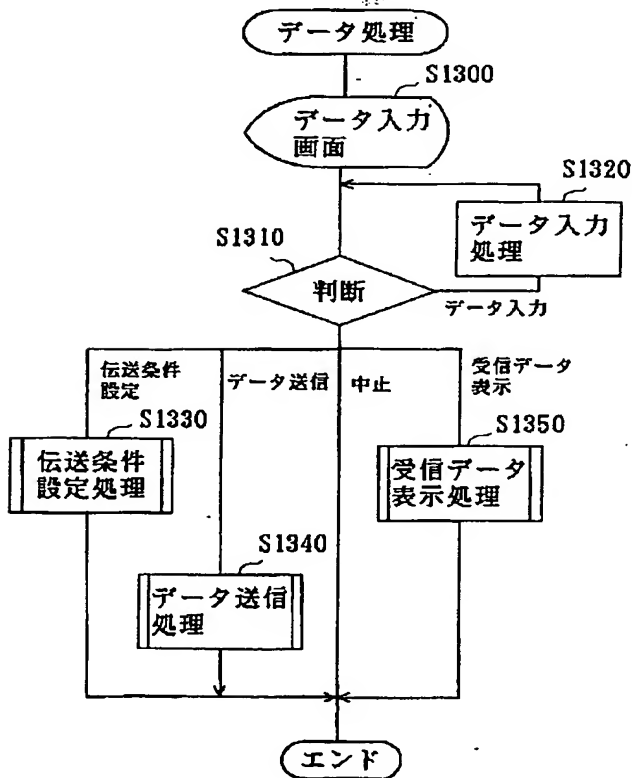 データ処理
S1300
データ入力
画面
S1320
データ入力
処理
S1310
判断
データ入力
伝送条件
設定
データ送信
中止
受信データ
表示
S1330
伝送条件
設定処理
S1350
受信データ
表示処理
S1340
データ送信
処理
エンド